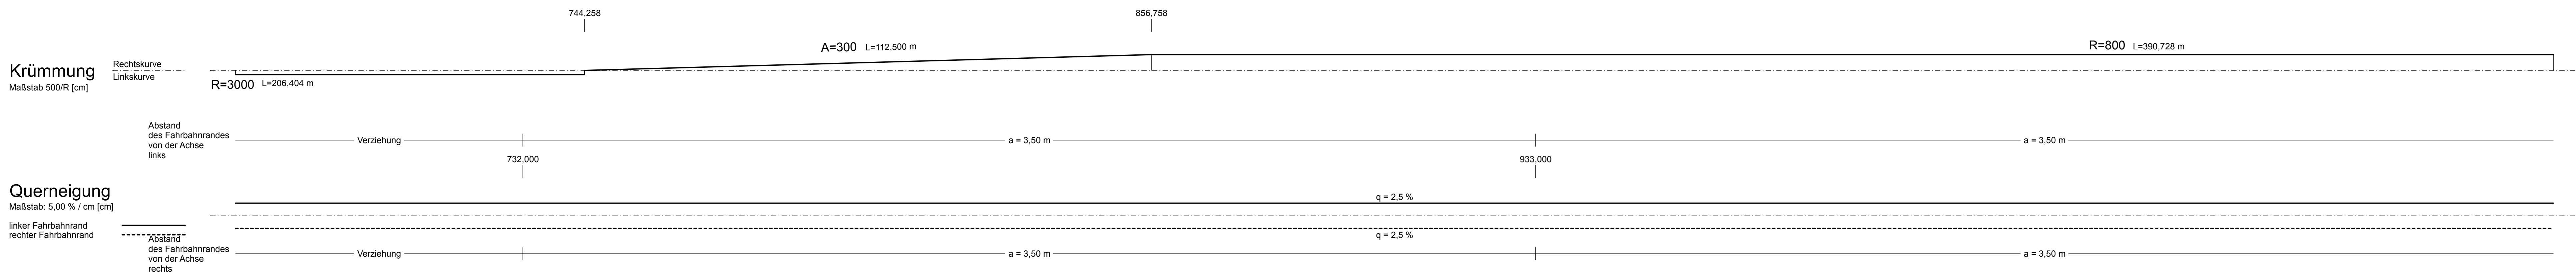 744,258
856,758
A=300 L=112,500 m
R=800 L=390,728 m
Krümmung
Rechtskurve
Linkskurve
Maßstab 500/R [cm]
R=3000 L=206,404 m
Abstand
des Fahrbahnrandes
von der Achse
links
Verziehung
a = 3,50 m
a = 3,50 m
732,000
933,000
Querneigung
Maßstab: 5,00 % / cm [cm]
q = 2,5 %
linker Fahrbahnrand
rechter Fahrbahnrand
q = 2,5 %
Abstand
des Fahrbahnrandes
von der Achse
rechts
Verziehung
a = 3,50 m
a = 3,50 m